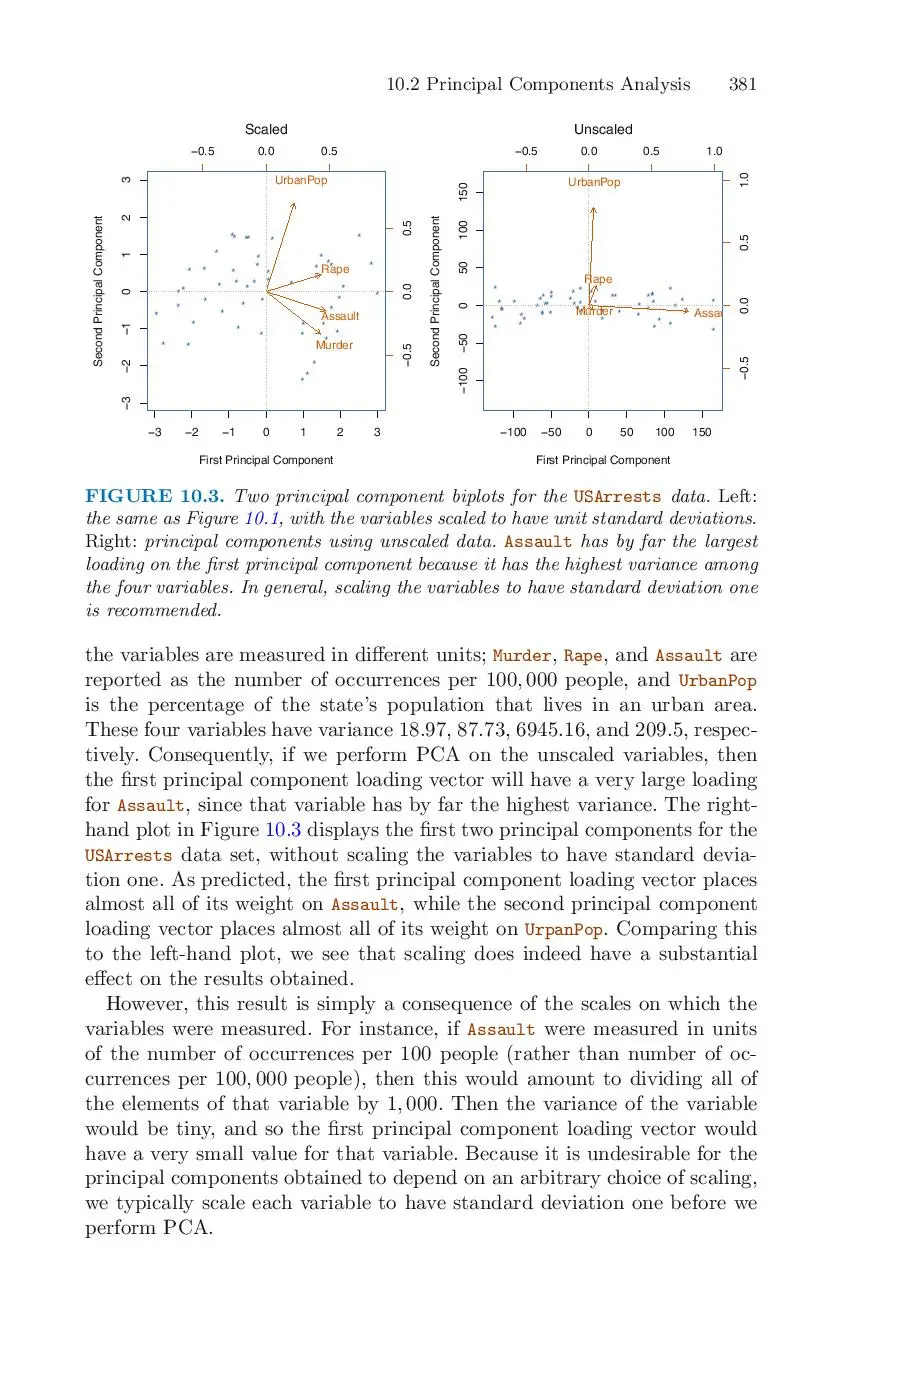 10.2 Principal Components Analysis 381
Scaled
−0.5 0.0 0.5
UrbanPop
Rape
Assault
Murder
Second Principal Component
−3 −2 −1 0 1 2 3
−0.5 0.0 0.5
−3 −2 −1 0 1 2 3
First Principal Component
Unscaled
−0.5 0.0 0.5 1.0
UrbanPop
Rape
Murder
Assau
Second Principal Component
−100 −50 0 50 100 150
−0.5 0.0 0.5 1.0
−100 −50 0 50 100 150
First Principal Component
FIGURE 10.3. Two principal component biplots for the USArrests data. Left:
the same as Figure 10.1, with the variables scaled to have unit standard deviations.
Right: principal components using unscaled data. Assault has by far the largest
loading on the first principal component because it has the highest variance among
the four variables. In general, scaling the variables to have standard deviation one
is recommended.
the variables are measured in different units; Murder, Rape, and Assault are
reported as the number of occurrences per 100, 000 people, and UrbanPop
is the percentage of the state’s population that lives in an urban area.
These four variables have variance 18.97, 87.73, 6945.16, and 209.5, respec-
tively. Consequently, if we perform PCA on the unscaled variables, then
the first principal component loading vector will have a very large loading
for Assault, since that variable has by far the highest variance. The right-
hand plot in Figure 10.3 displays the first two principal components for the
USArrests data set, without scaling the variables to have standard devia-
tion one. As predicted, the first principal component loading vector places
almost all of its weight on Assault, while the second principal component
loading vector places almost all of its weight on UrpanPop. Comparing this
to the left-hand plot, we see that scaling does indeed have a substantial
effect on the results obtained.
However, this result is simply a consequence of the scales on which the
variables were measured. For instance, if Assault were measured in units
of the number of occurrences per 100 people (rather than number of oc-
currences per 100, 000 people), then this would amount to dividing all of
the elements of that variable by 1, 000. Then the variance of the variable
would be tiny, and so the first principal component loading vector would
have a very small value for that variable. Because it is undesirable for the
principal components obtained to depend on an arbitrary choice of scaling,
we typically scale each variable to have standard deviation one before we
perform PCA.